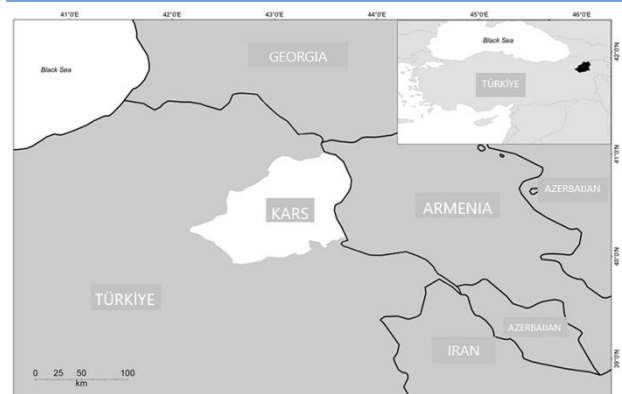 41°0'E 42°0'E 43°0'E 44°0'E 45°0'E 46°0'E
Black Sea
GEORGIA
Black Sea
TÜRKİYE
42°0'N
41°0'N
KARS
ARMENIA
AZERBAIJAN
40°0'N
TÜRKİYE
AZERBAIJAN
IRAN
39°0'N
0 25 50 100
km